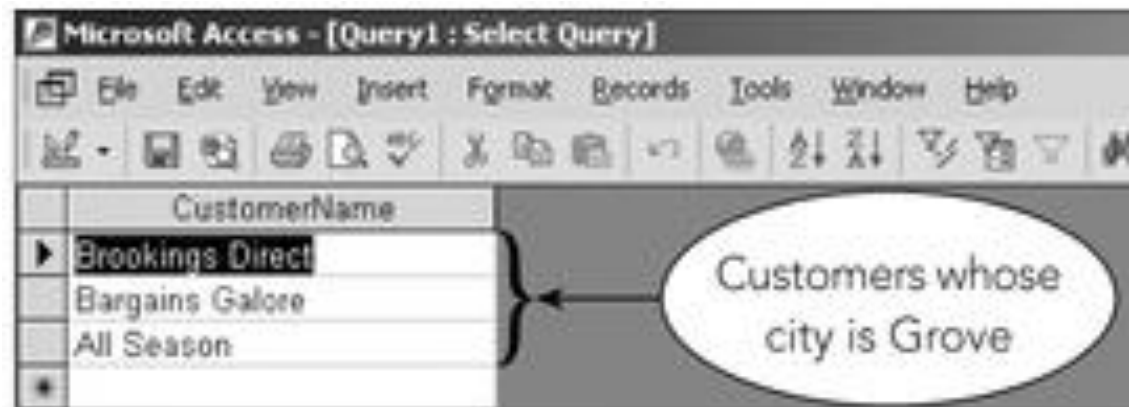 Microsoft Access - [Query1 : Select Query]
File Edit View Insert Format Records Tools Window Help
CustomerName
Brookings Direct
Bargains Galore
All Season
Customers whose
city is Grove